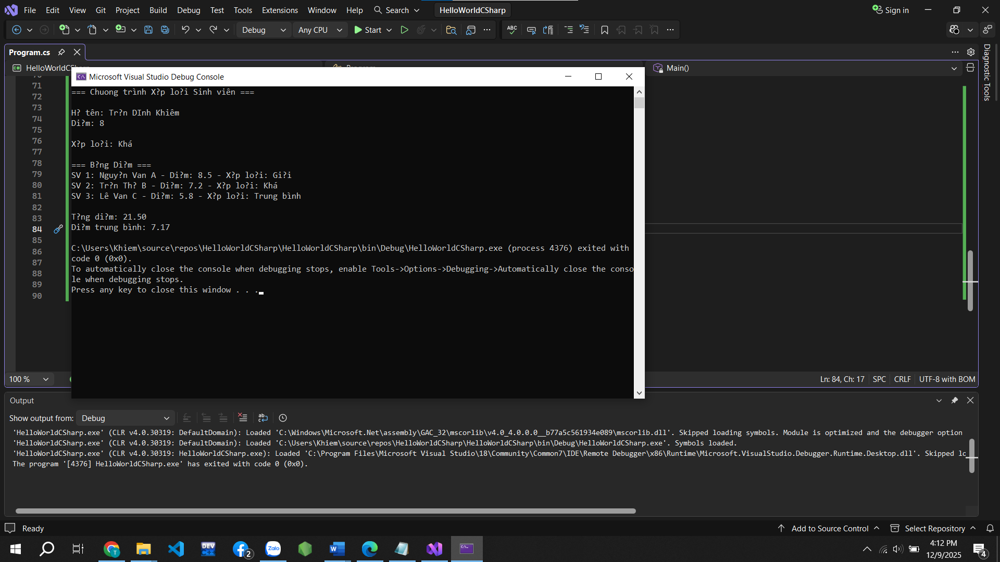 File Edit View Git Project Build Debug Test Tools Extensions Window Help Search HelloWorldCSharp Sign in
Debug Any CPU Start
Program.cs
Main()
Microsoft Visual Studio Debug Console
71
72
73
74
75
76
77
78
79
80
81
82
83
84
85
86
87
88
89
90
=== Chuong trình X?p lo?i Sinh viên ===
H? tên: Tr?n DInh Khiêm
Di?m: 8
X?p lo?i: Khá
=== B?ng Di?m ===
SV 1: Nguy?n Van A - Di?m: 8.5 - X?p lo?i: Gi?i
SV 2: Tr?n Th? B - Di?m: 7.2 - X?p lo?i: Khá
SV 3: Lê Van C - Di?m: 5.8 - X?p lo?i: Trung bình
T?ng di?m: 21.50
Di?m trung bình: 7.17
C:\Users\Khiem\source\repos\HelloWorldCSharp\HelloWorldCSharp\bin\Debug\HelloWorldCSharp.exe (process 4376) exited with
code 0 (0x0).
To automatically close the console when debugging stops, enable Tools->Options->Debugging->Automatically close the conso
le when debugging stops.
Press any key to close this window . . .
Diagnostic Tools
100 % Ln: 84, Ch: 17 SPC CRLF UTF-8 with BOM
Output
Show output from: Debug
'HelloWorldCSharp.exe' (CLR v4.0.30319: DefaultDomain): Loaded 'C:\Windows\Microsoft.Net\assembly\GAC_32\mscorlib\v4.0_4.0.0.0__b77a5c561934e089\mscorlib.dll'. Skipped loading symbols. Module is optimized and the debugger option
'HelloWorldCSharp.exe' (CLR v4.0.30319: DefaultDomain): Loaded 'C:\Users\Khiem\source\repos\HelloWorldCSharp\HelloWorldCSharp\bin\Debug\HelloWorldCSharp.exe'. Symbols loaded.
'HelloWorldCSharp.exe' (CLR v4.0.30319: HelloWorldCSharp.exe): Loaded 'C:\Program Files\Microsoft Visual Studio\18\Community\Common7\IDE\Remote Debugger\x86\Runtime\Microsoft.VisualStudio.Debugger.Runtime.Desktop.dll'. Skipped lo
The program '[4376] HelloWorldCSharp.exe' has exited with code 0 (0x0).
Ready Add to Source Control Select Repository
DEV C++ 2 Zalo 4:12 PM
12/9/2025 4